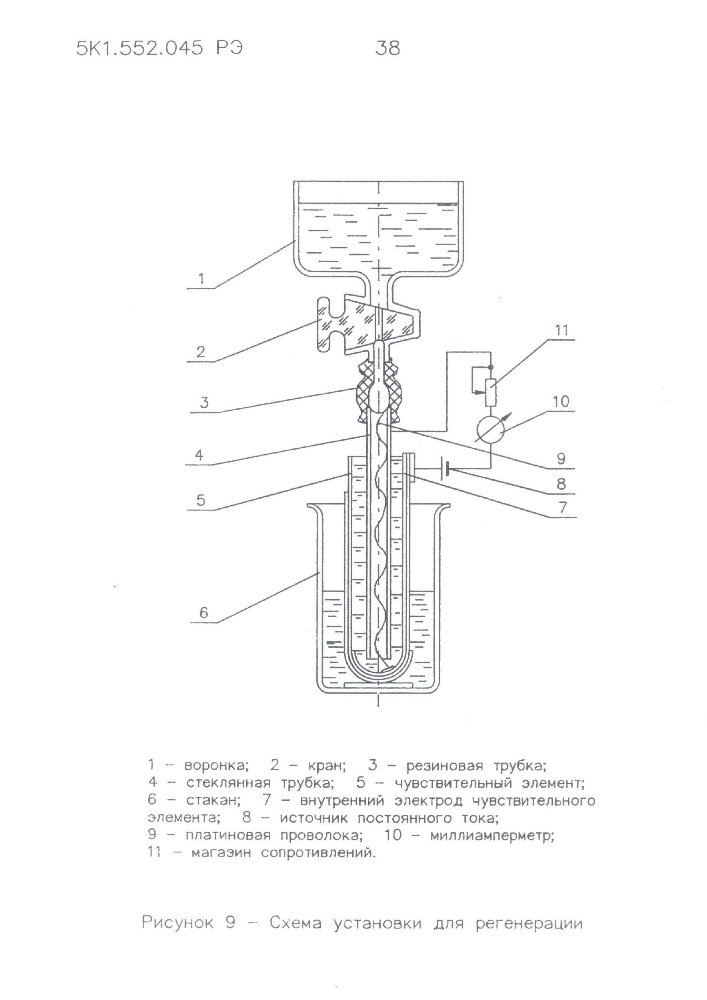 5К1.552.045 РЭ 38
1
2
3
4
5
6
11
10
9
8
7
1 – воронка; 2 – кран; 3 – резиновая трубка;
4 – стеклянная трубка; 5 – чувствительный элемент;
6 – стакан; 7 – внутренний электрод чувствительного
элемента; 8 – источник постоянного тока;
9 – платиновая проволока; 10 – миллиамперметр;
11 – магазин сопротивлений.
Рисунок 9 – Схема установки для регенерации